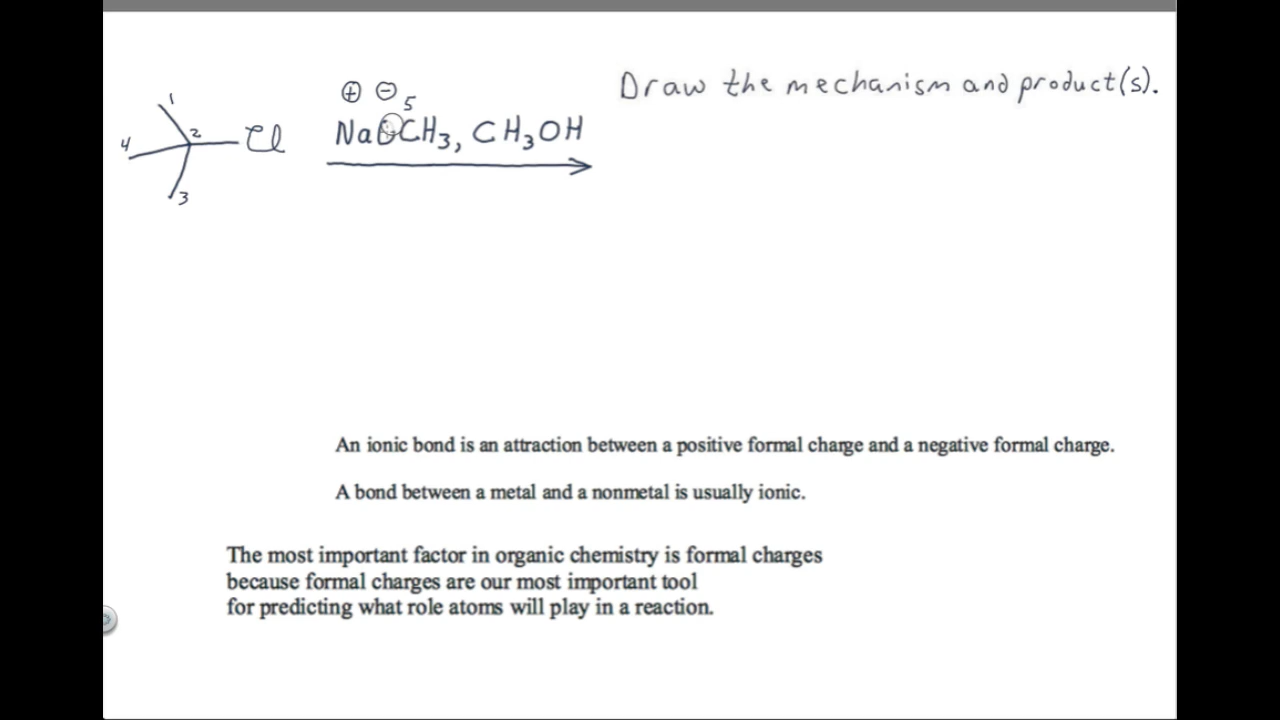 Draw the mechanism and product(s).
⊕ ⊖ 5
1
4 2 Cl NaOCH3, CH3OH
3
An ionic bond is an attraction between a positive formal charge and a negative formal charge.
A bond between a metal and a nonmetal is usually ionic.
The most important factor in organic chemistry is formal charges
because formal charges are our most important tool
for predicting what role atoms will play in a reaction.